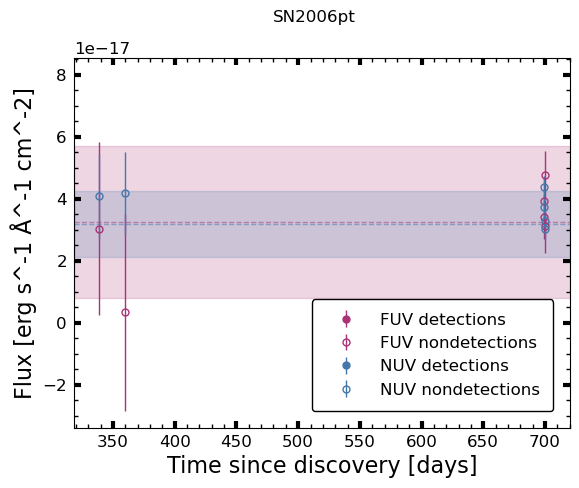 SN2006pt
1e−17
8
6
4
2
0
−2
Flux [erg s^-1 Å^-1 cm^-2]
FUV detections
FUV nondetections
NUV detections
NUV nondetections
350 400 450 500 550 600 650 700
Time since discovery [days]